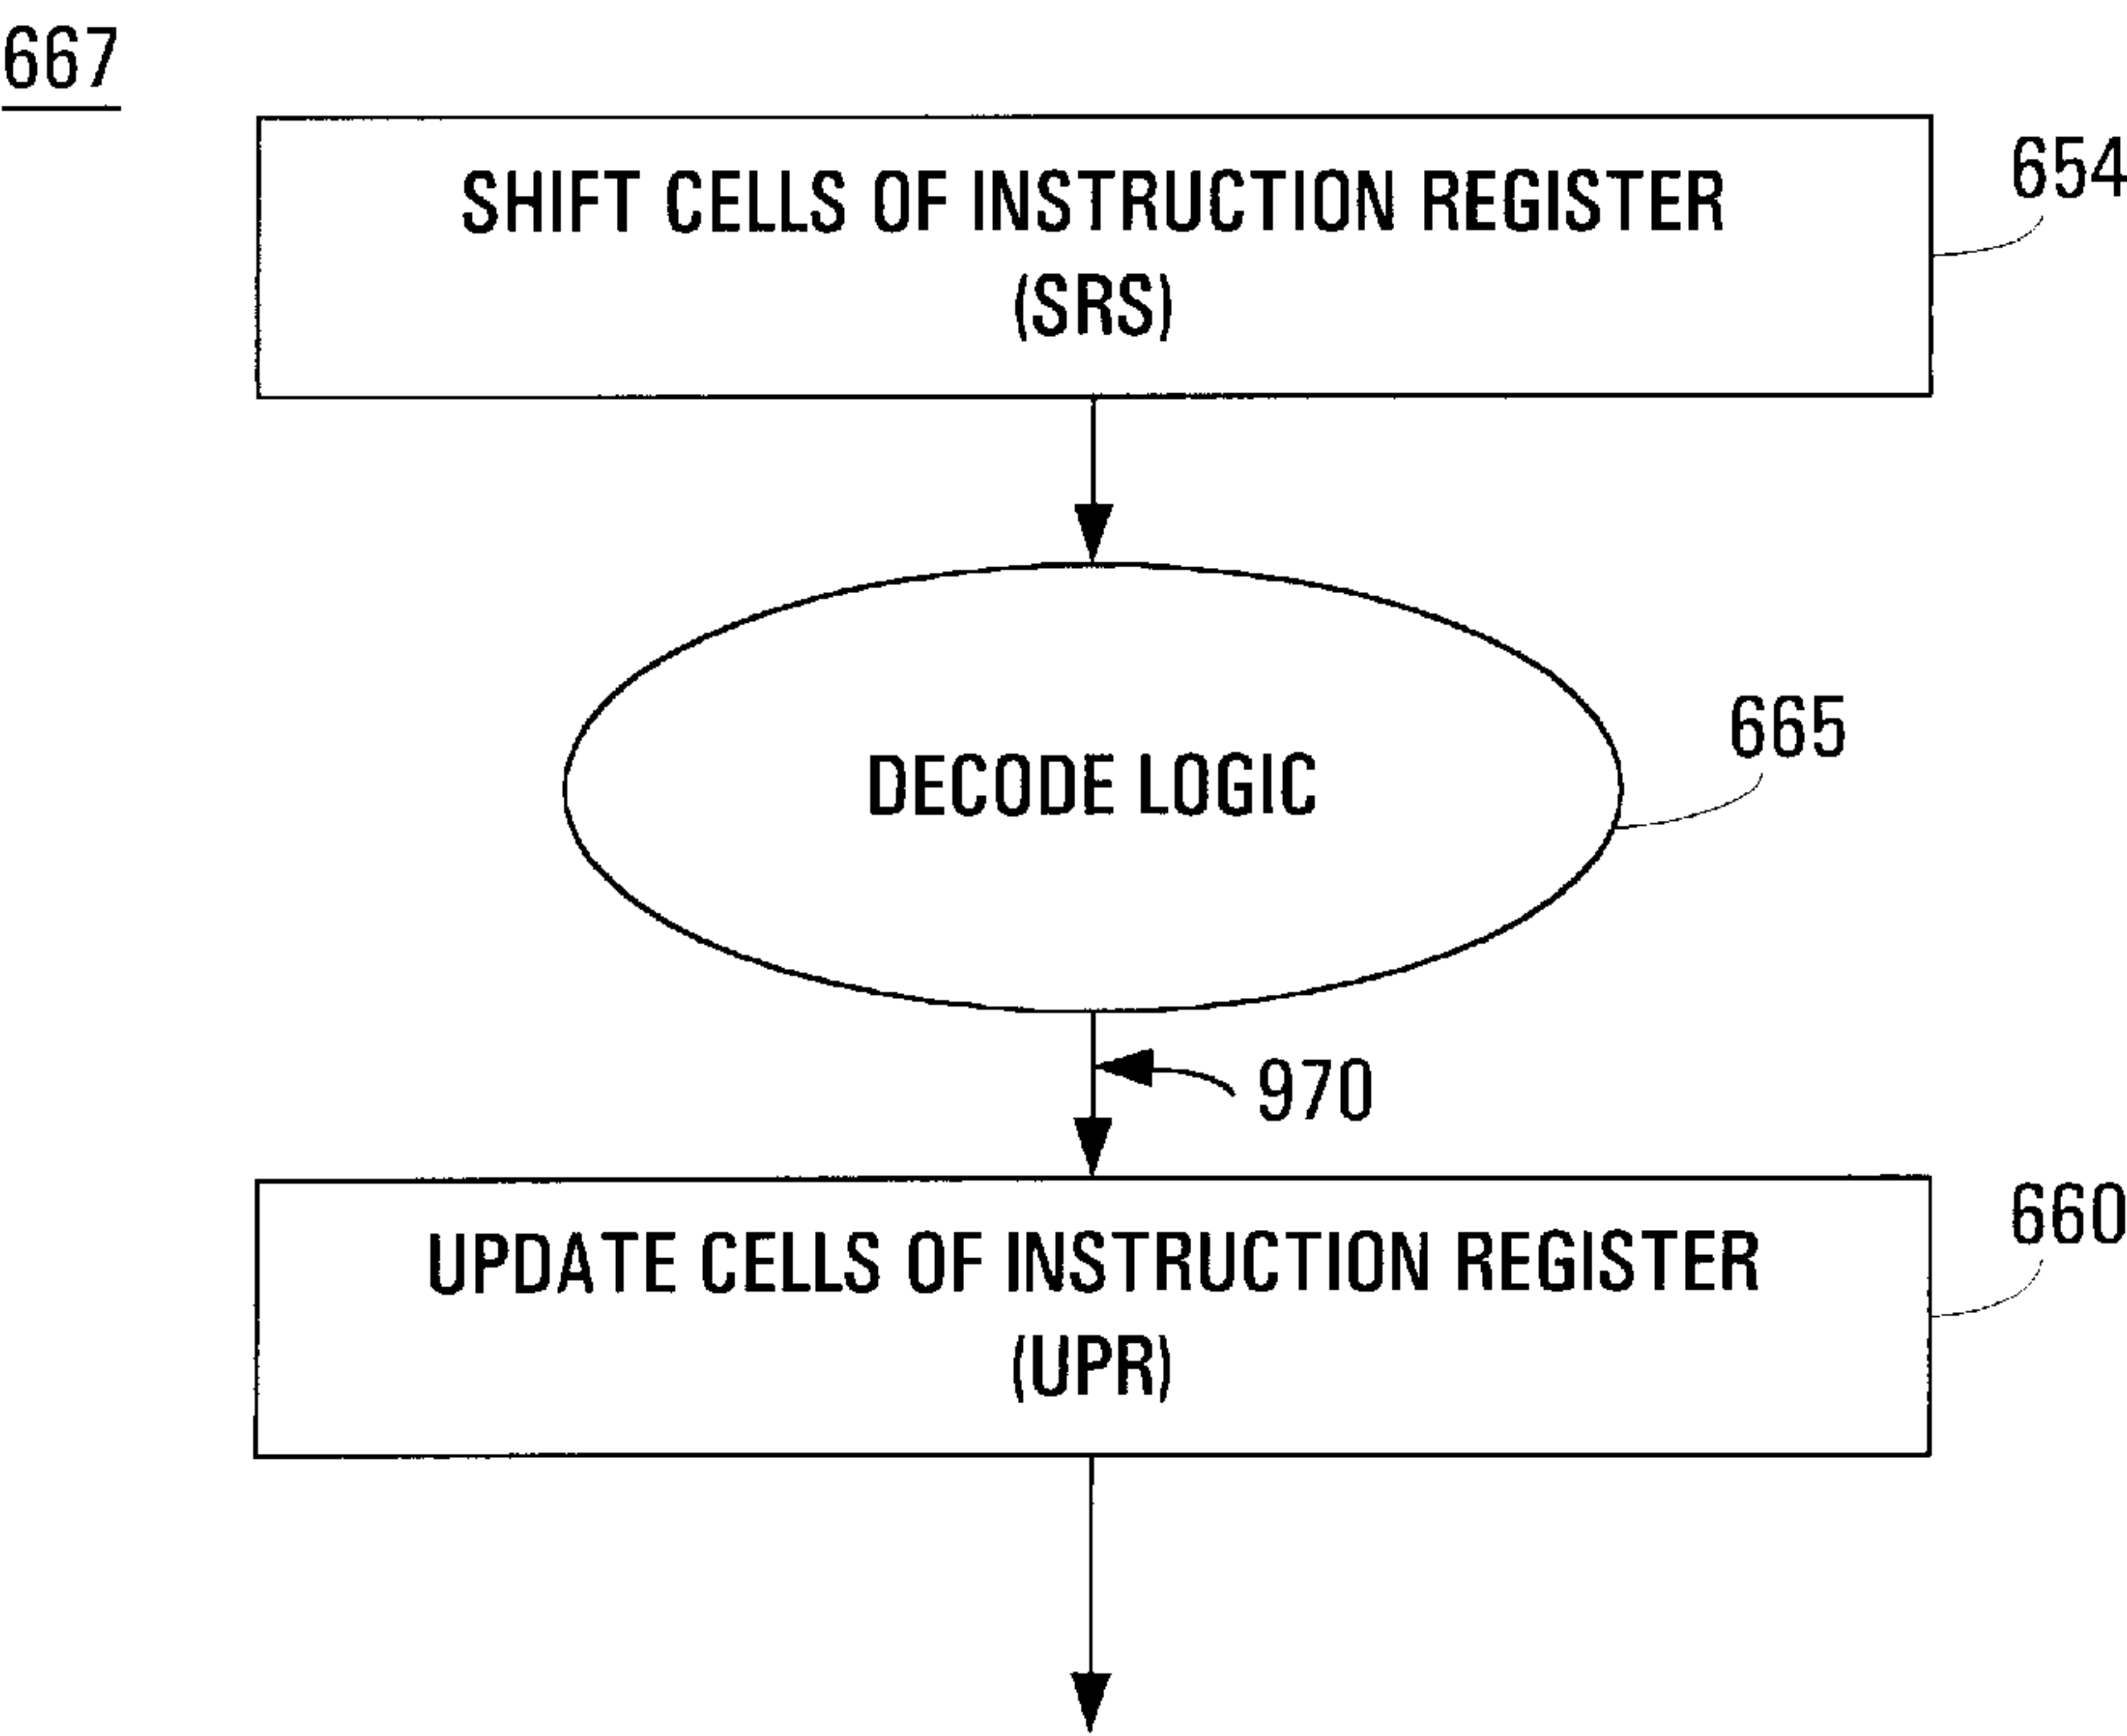 667
SHIFT CELLS OF INSTRUCTION REGISTER
(SRS)
654
DECODE LOGIC
665
970
UPDATE CELLS OF INSTRUCTION REGISTER
(UPR)
660